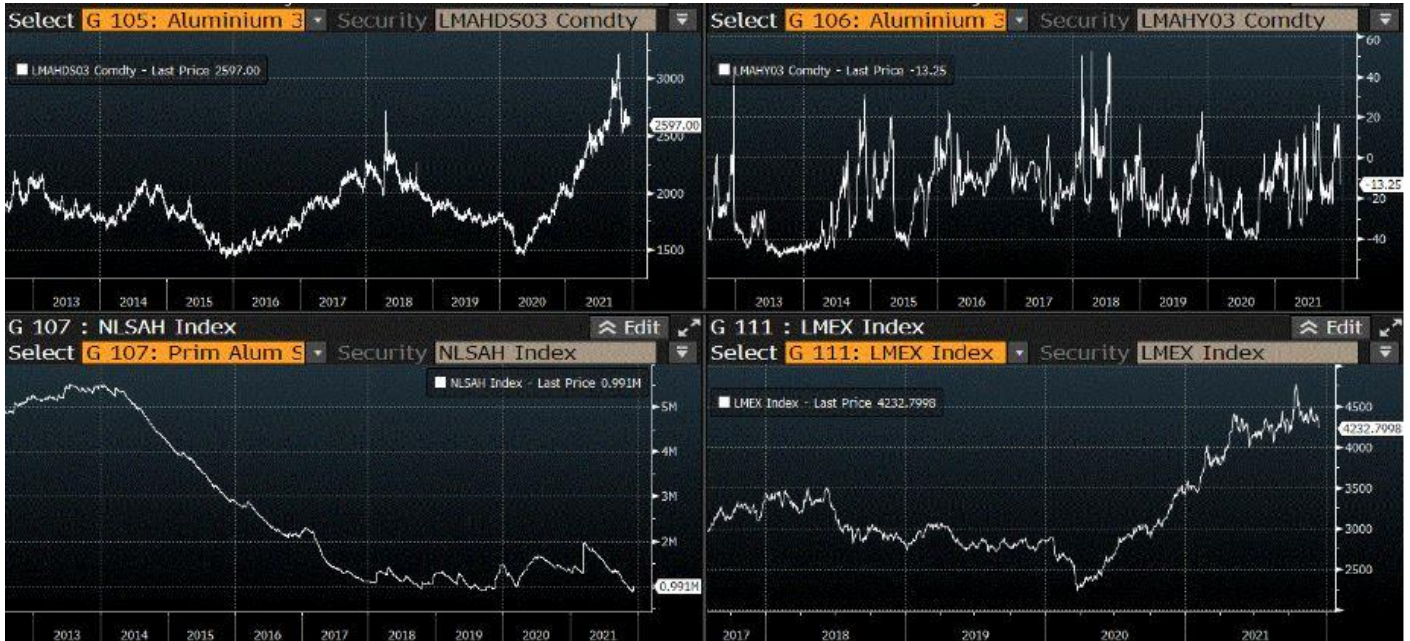 Select G 105: Aluminium 3 Security LMAHDS03 Comdty
LMAHDS03 Comdty - Last Price 2597.00
3000
2597.00
2500
2000
1500
2013 2014 2015 2016 2017 2018 2019 2020 2021
Select G 106: Aluminium 3 Security LMAHY03 Comdty
60
LMAHY03 Comdty - Last Price -13.25
40
20
0
-13.25
-20
-40
2013 2014 2015 2016 2017 2018 2019 2020 2021
G 107 : NLSAH Index Edit
Select G 107: Prim Alum S Security NLSAH Index
NLSAH Index - Last Price 0.991M
5M
4M
3M
2M
0.991M
2013 2014 2015 2016 2017 2018 2019 2020 2021
G 111 : LMEX Index Edit
Select G 111: LMEX Index Security LMEX Index
LMEX Index - Last Price 4232.7998
4500
4232.7998
4000
3500
3000
2500
2017 2018 2019 2020 2021